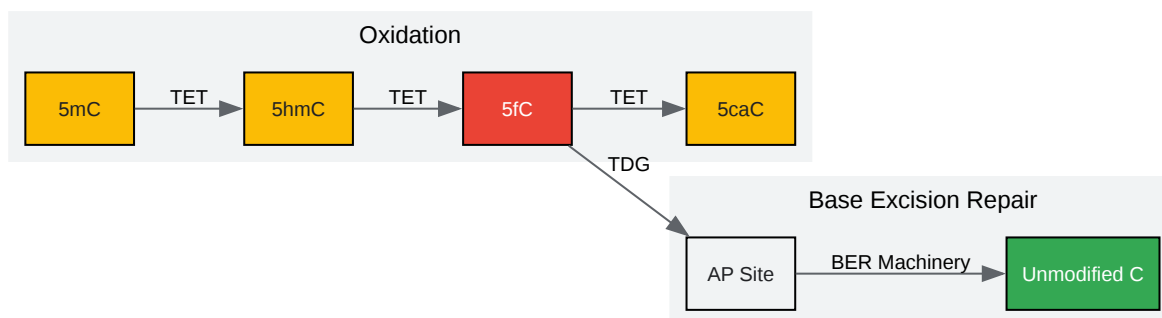 Oxidation
5mC
TET
5hmC
TET
5fC
TET
5caC
TDG
Base Excision Repair
AP Site
BER Machinery
Unmodified C